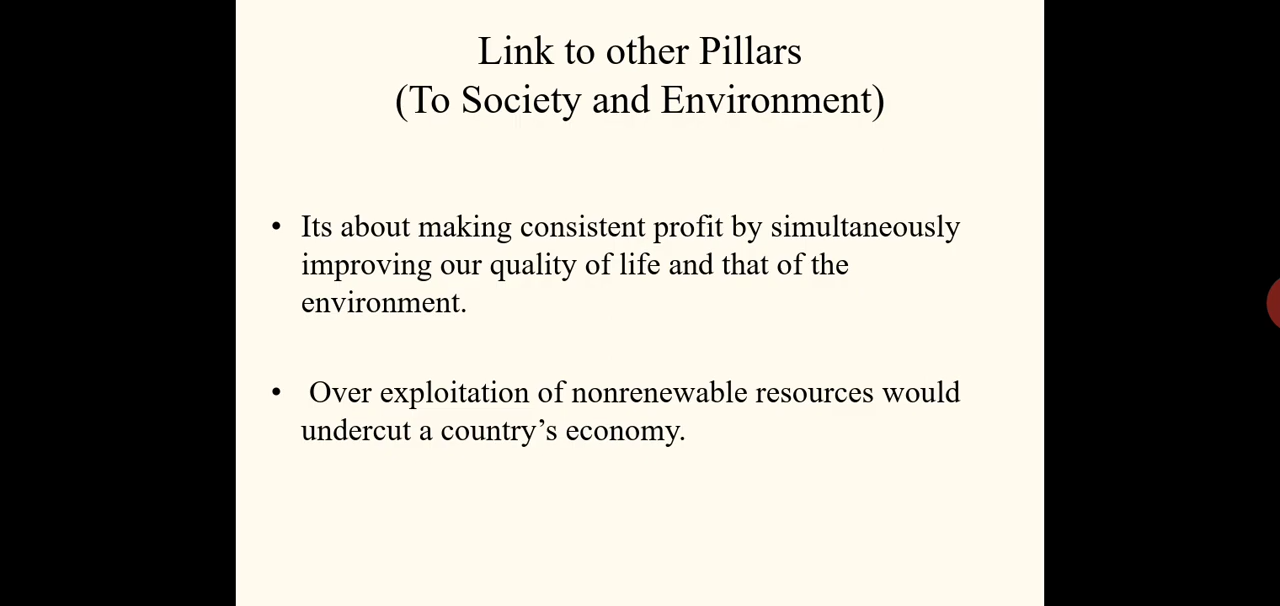 Link to other Pillars
(To Society and Environment)
• Its about making consistent profit by simultaneously
improving our quality of life and that of the
environment.
• Over exploitation of nonrenewable resources would
undercut a country’s economy.